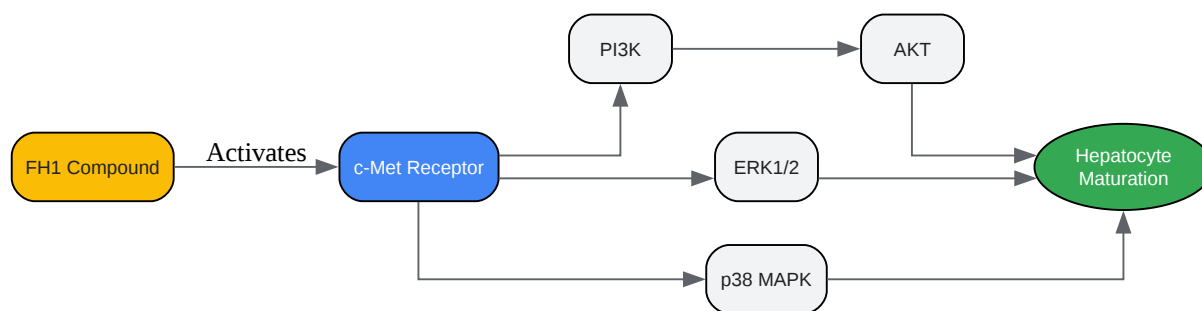 PI3K
AKT
FH1 Compound
Activates
c-Met Receptor
ERK1/2
Hepatocyte
Maturation
p38 MAPK